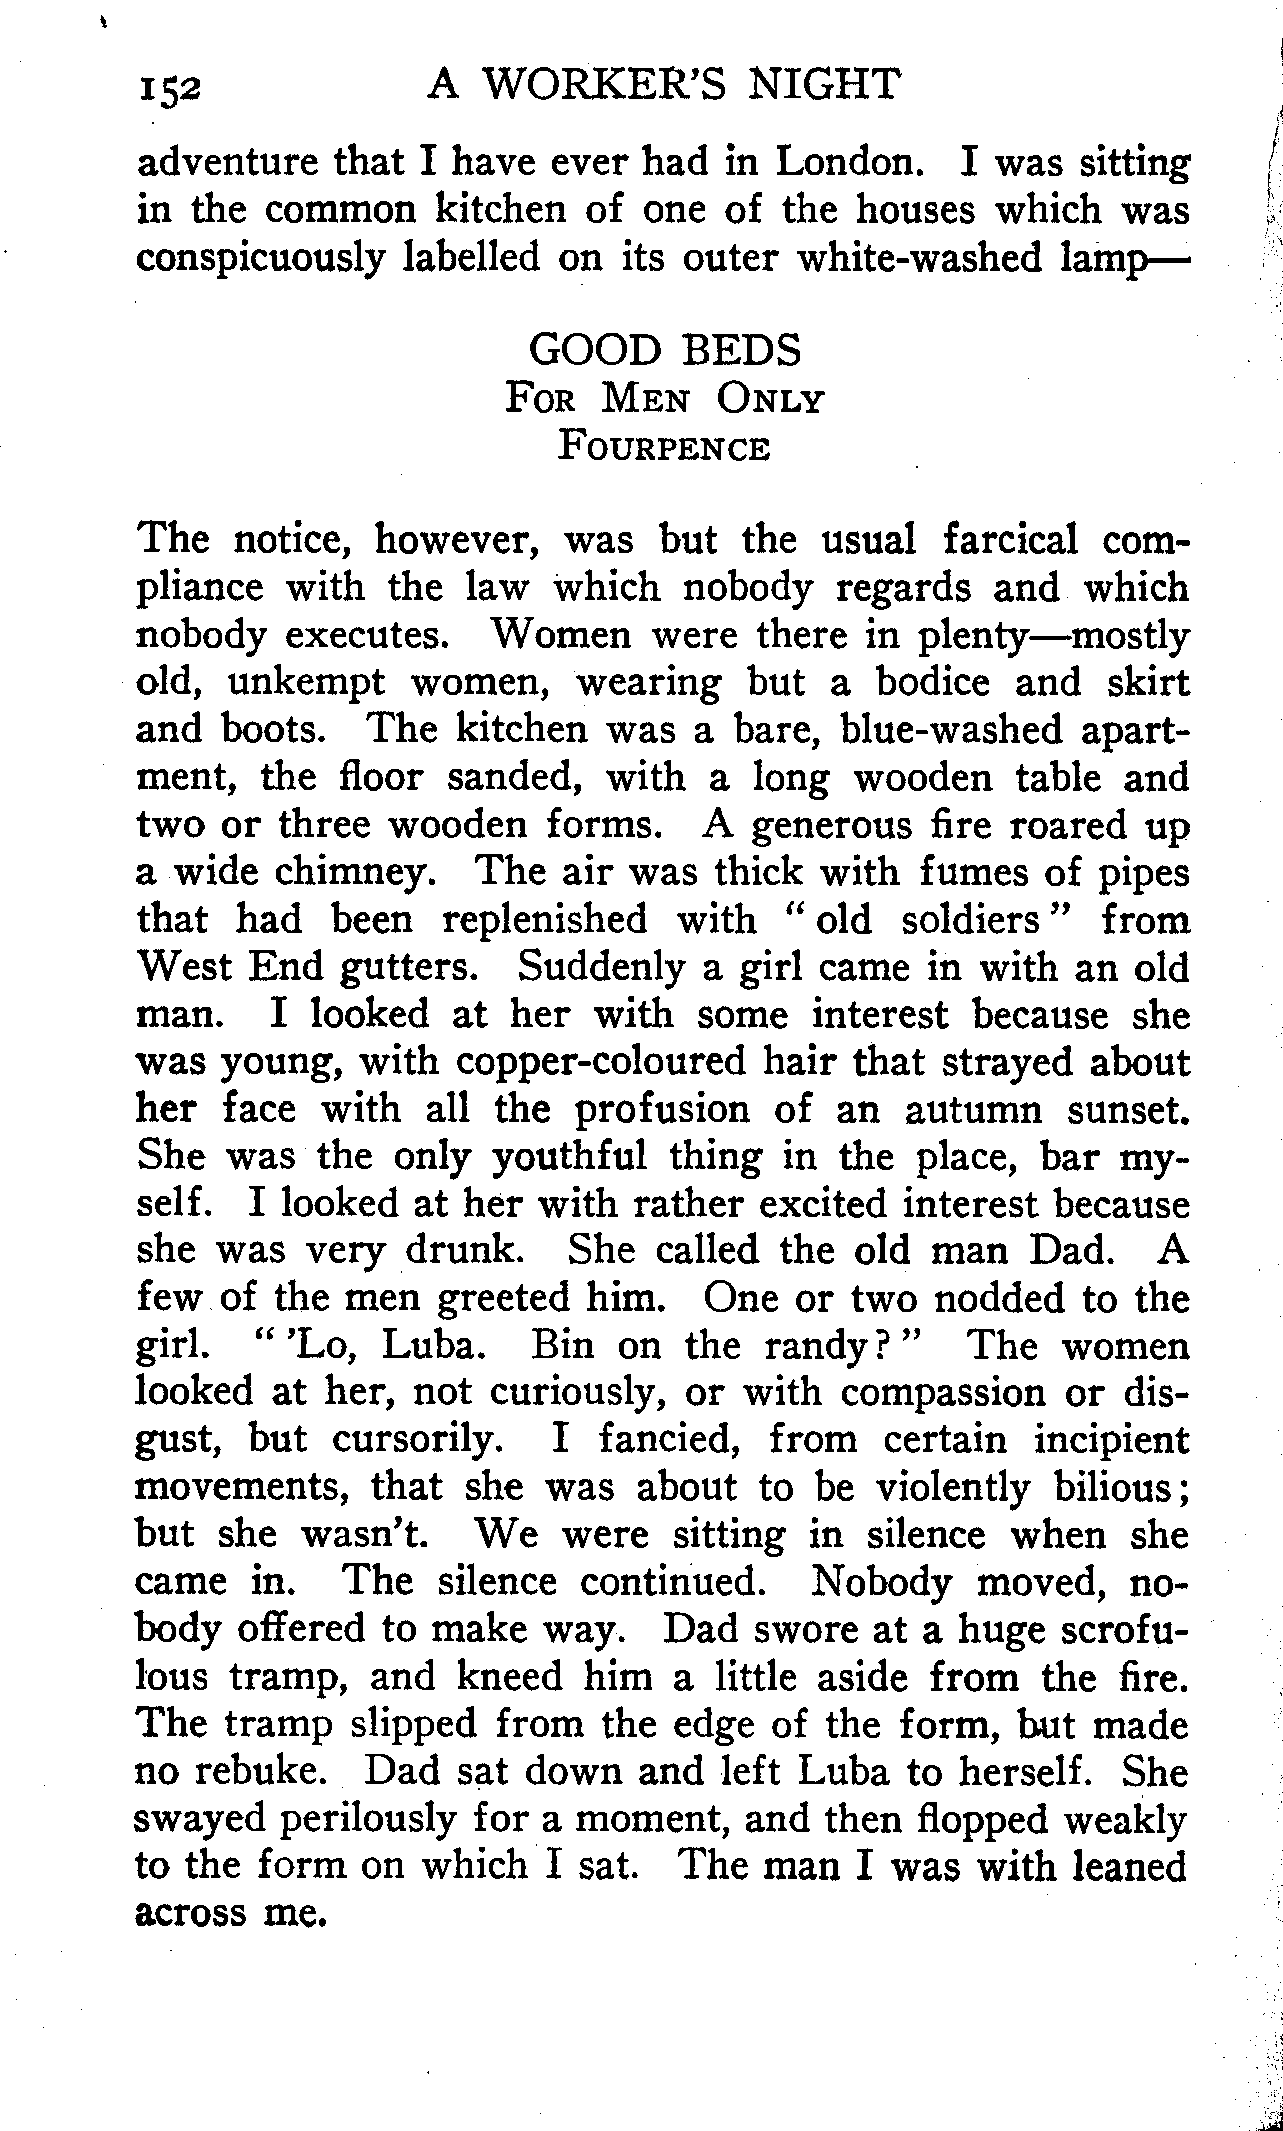 152 A WORKER'S NIGHT
adventure that I have ever had in London. I was sitting
in the common kitchen of one of the houses which was
conspicuously labelled on its outer white-washed lamp—
GOOD BEDS
FOR MEN ONLY
FOURPENCE
The notice, however, was but the usual farcical com-
pliance with the law which nobody regards and which
nobody executes. Women were there in plenty—mostly
old, unkempt women, wearing but a bodice and skirt
and boots. The kitchen was a bare, blue-washed apart-
ment, the floor sanded, with a long wooden table and
two or three wooden forms. A generous fire roared up
a wide chimney. The air was thick with fumes of pipes
that had been replenished with “ old soldiers ” from
West End gutters. Suddenly a girl came in with an old
man. I looked at her with some interest because she
was young, with copper-coloured hair that strayed about
her face with all the profusion of an autumn sunset.
She was the only youthful thing in the place, bar my-
self. I looked at her with rather excited interest because
she was very drunk. She called the old man Dad. A
few of the men greeted him. One or two nodded to the
girl. “ ’Lo, Luba. Bin on the randy? ” The women
looked at her, not curiously, or with compassion or dis-
gust, but cursorily. I fancied, from certain incipient
movements, that she was about to be violently bilious;
but she wasn’t. We were sitting in silence when she
came in. The silence continued. Nobody moved, no-
body offered to make way. Dad swore at a huge scrofu-
lous tramp, and kneed him a little aside from the fire.
The tramp slipped from the edge of the form, but made
no rebuke. Dad sat down and left Luba to herself. She
swayed perilously for a moment, and then flopped weakly
to the form on which I sat. The man I was with leaned
across me.